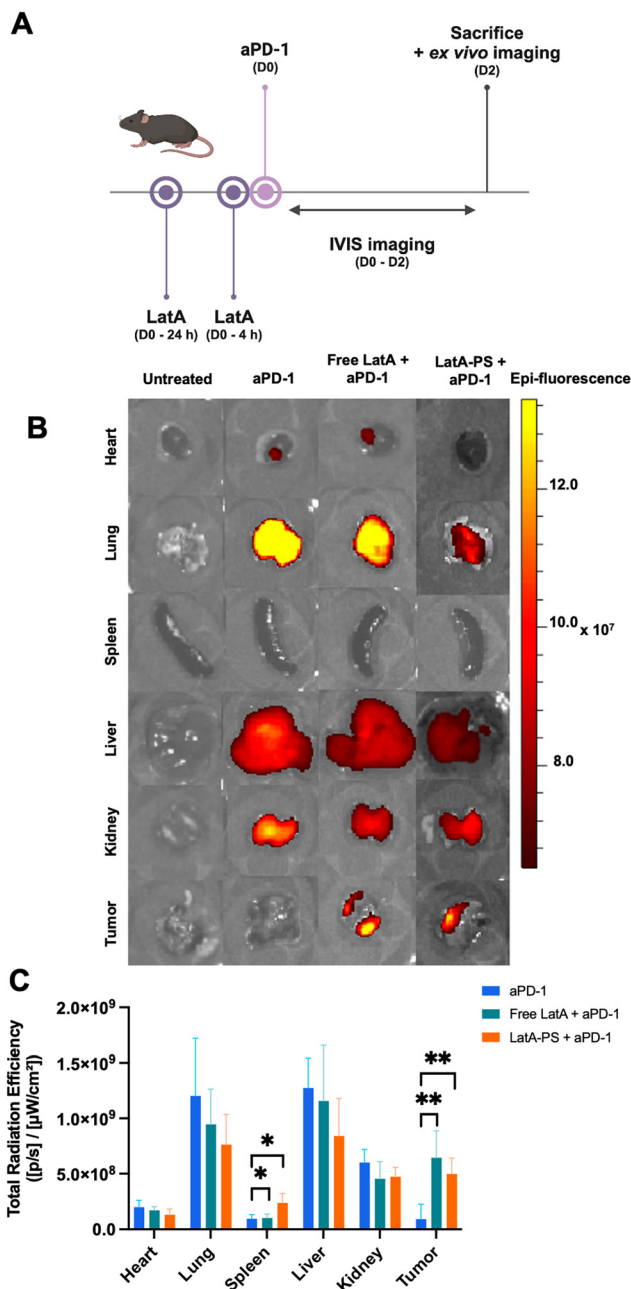 A
aPD-1
(D0)
Sacrifice
+ ex vivo imaging
(D2)
IVIS imaging
(D0 - D2)
LatA
(D0 - 24 h)
LatA
(D0 - 4 h)
B
Untreated
aPD-1
Free LatA +
aPD-1
LatA-PS +
aPD-1
Epi-fluorescence
Heart
Lung
Spleen
Liver
Kidney
Tumor
12.0
10.0
x 10⁷
8.0
C
Total Radiation Efficiency
([p/s] / [µW/cm²])
2.0×10⁹
1.5×10⁹
1.0×10⁹
5.0×10⁸
0.0
*
*
**
**
Heart
Lung
Spleen
Liver
Kidney
Tumor
aPD-1
Free LatA + aPD-1
LatA-PS + aPD-1